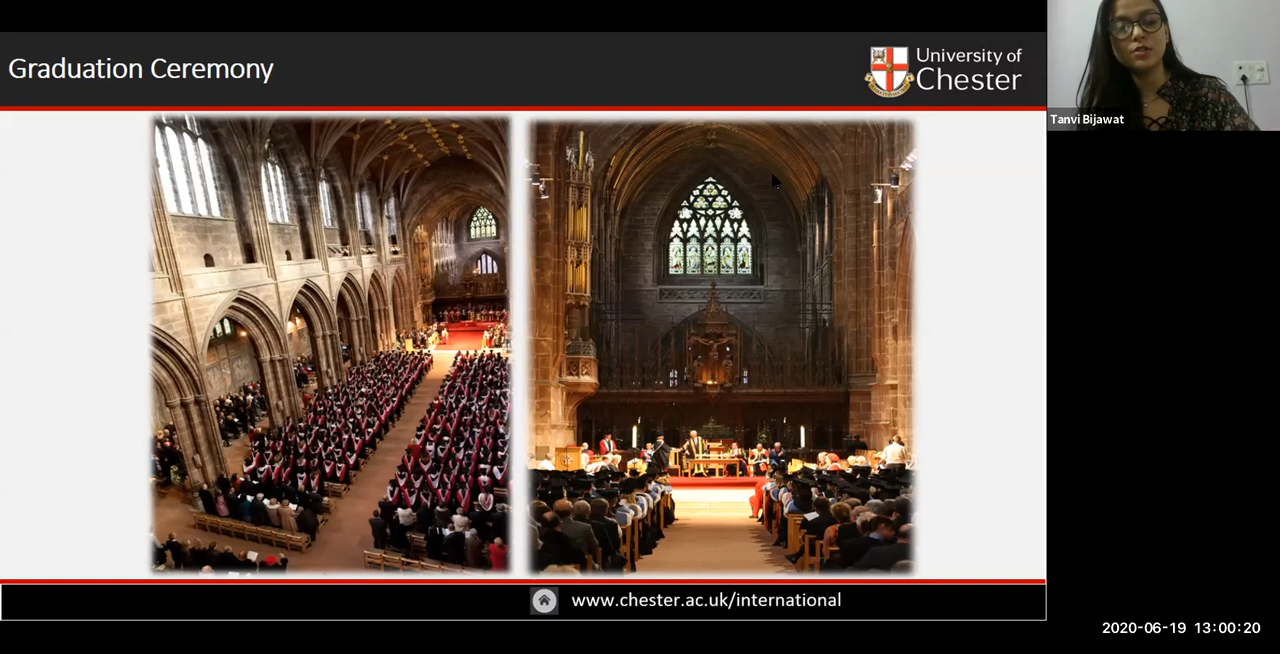 Graduation Ceremony
University of
Chester
Tanvi Bijawat
www.chester.ac.uk/international
2020-06-19 13:00:20